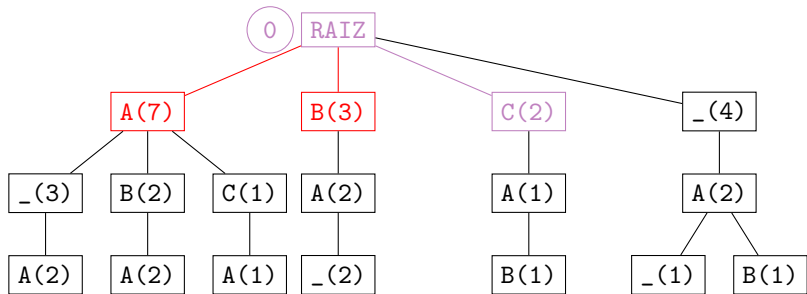 0 RAIZ
A(7) B(3) C(2) _(4)
_(3) B(2) C(1) A(2) A(1) A(2)
A(2) A(2) A(1) _(2) B(1) _(1) B(1)